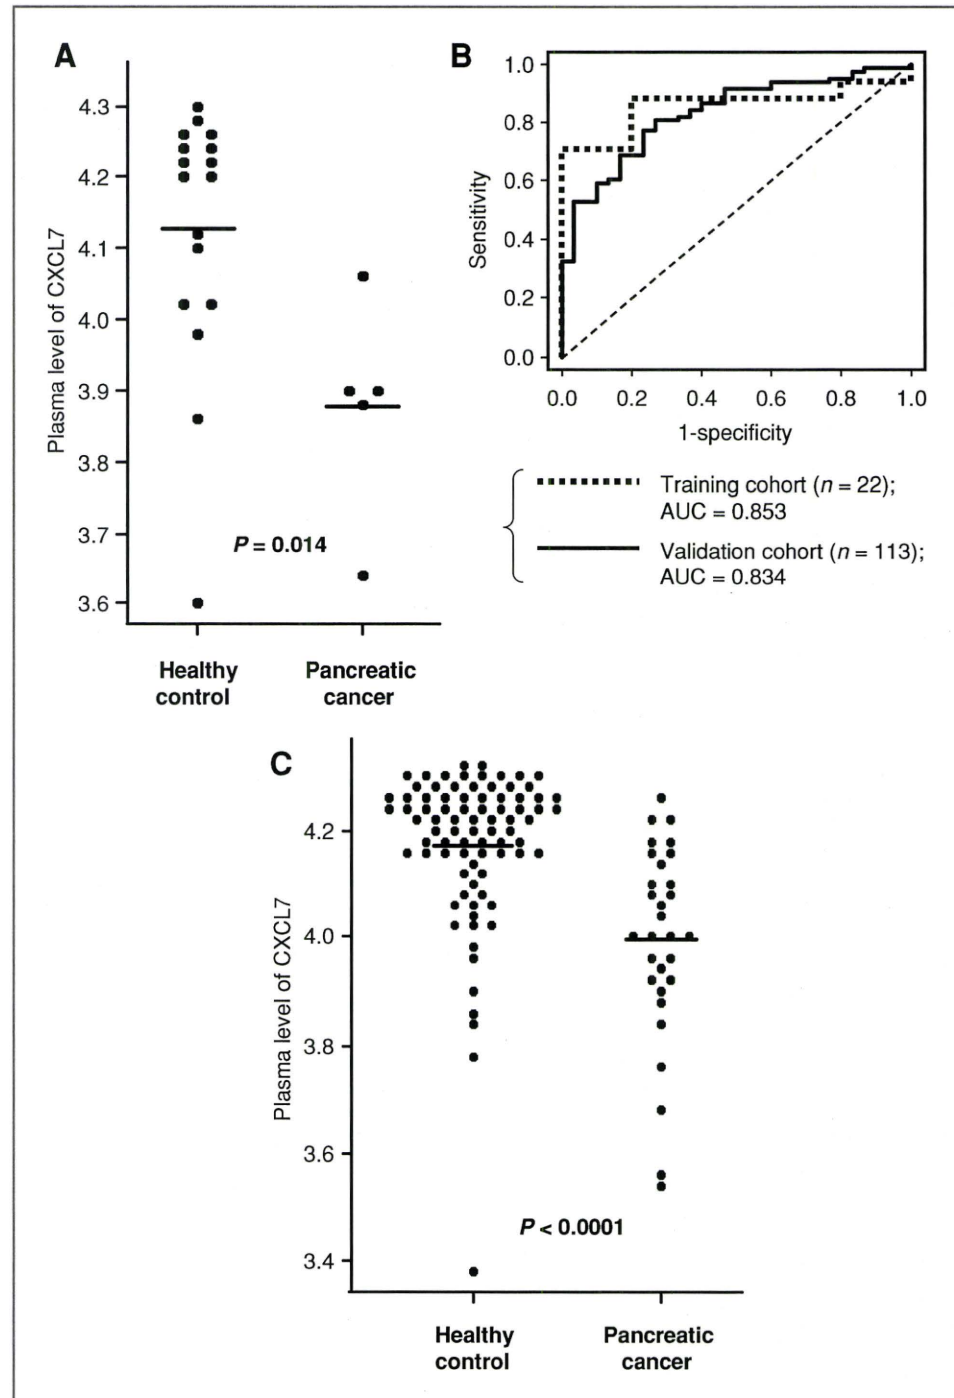 A
4.3
4.2
4.1
4.0
3.9
3.8
3.7
3.6
Plasma level of CXCL7
P = 0.014
Healthy control
Pancreatic cancer
B
1.0
0.8
0.6
0.4
0.2
0.0
Sensitivity
0.0 0.2 0.4 0.6 0.8 1.0
1-specificity
Training cohort (n = 22);
AUC = 0.853
Validation cohort (n = 113);
AUC = 0.834
C
4.2
4.0
3.8
3.6
3.4
Plasma level of CXCL7
P < 0.0001
Healthy control
Pancreatic cancer